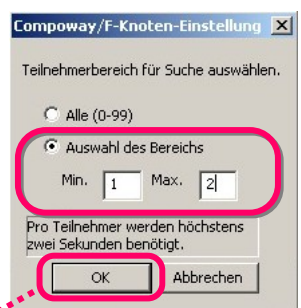 Compoway/F-Knoten-Einstellung
Teilnehmerbereich für Suche auswählen.
Alle (0-99)
Auswahl des Bereichs
Min. 1 Max. 2
Pro Teilnehmer werden höchstens
zwei Sekunden benötigt.
OK Abbrechen